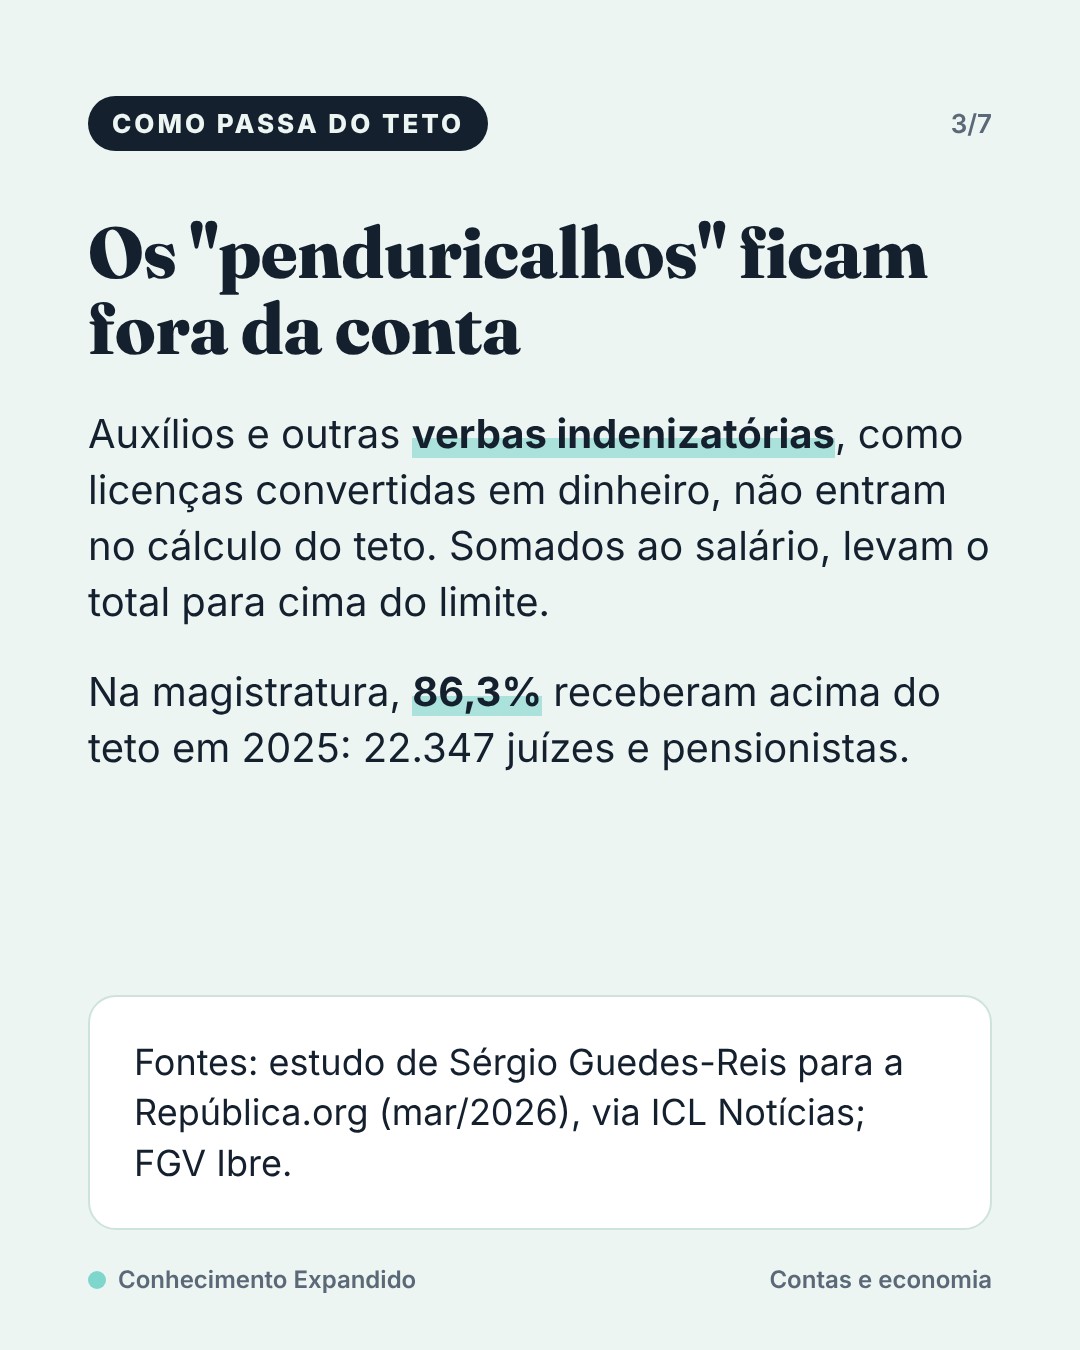 COMO PASSA DO TETO
3/7
Os "penduricalhos" ficam
fora da conta
Auxílios e outras verbas indenizatórias, como
licenças convertidas em dinheiro, não entram
no cálculo do teto. Somados ao salário, levam o
total para cima do limite.
Na magistratura, 86,3% receberam acima do
teto em 2025: 22.347 juízes e pensionistas.
Fontes: estudo de Sérgio Guedes-Reis para a
República.org (mar/2026), via ICL Notícias;
FGV Ibre.
Conhecimento Expandido
Contas e economia